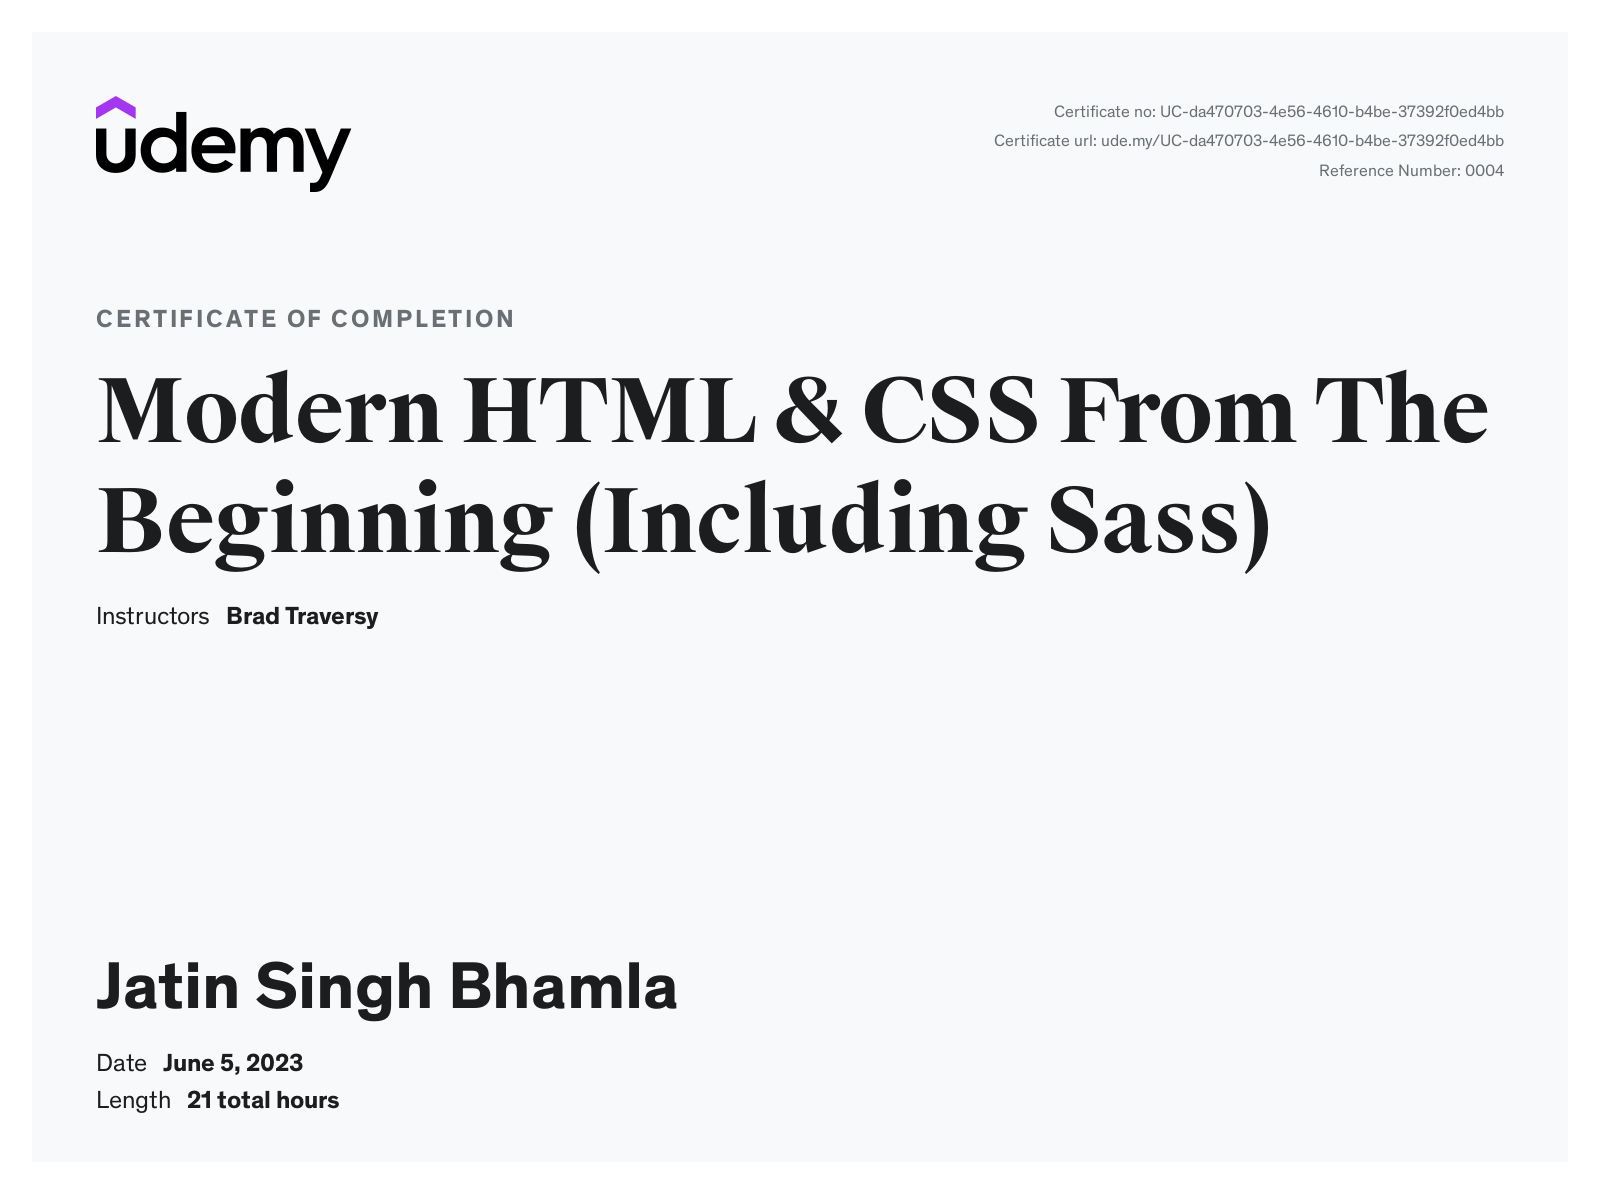 udemy
Certificate no: UC-da470703-4e56-4610-b4be-37392f0ed4bb
Certificate url: ude.my/UC-da470703-4e56-4610-b4be-37392f0ed4bb
Reference Number: 0004
CERTIFICATE OF COMPLETION
Modern HTML & CSS From The
Beginning (Including Sass)
Instructors Brad Traversy
Jatin Singh Bhamla
Date June 5, 2023
Length 21 total hours